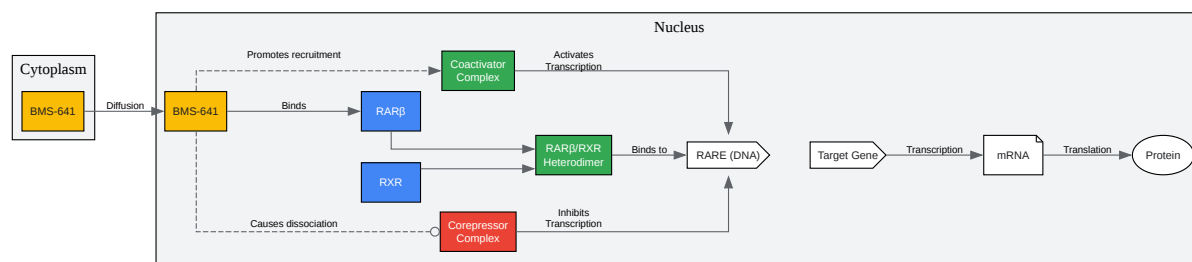 Nucleus
Cytoplasm
BMS-641
Diffusion
BMS-641
Promotes recruitment
Coactivator
Complex
Activates
Transcription
Binds
RARβ
RXR
RARβ/RXR
Heterodimer
Binds to
RARE (DNA)
Causes dissociation
Corepressor
Complex
Inhibits
Transcription
Target Gene
Transcription
mRNA
Translation
Protein